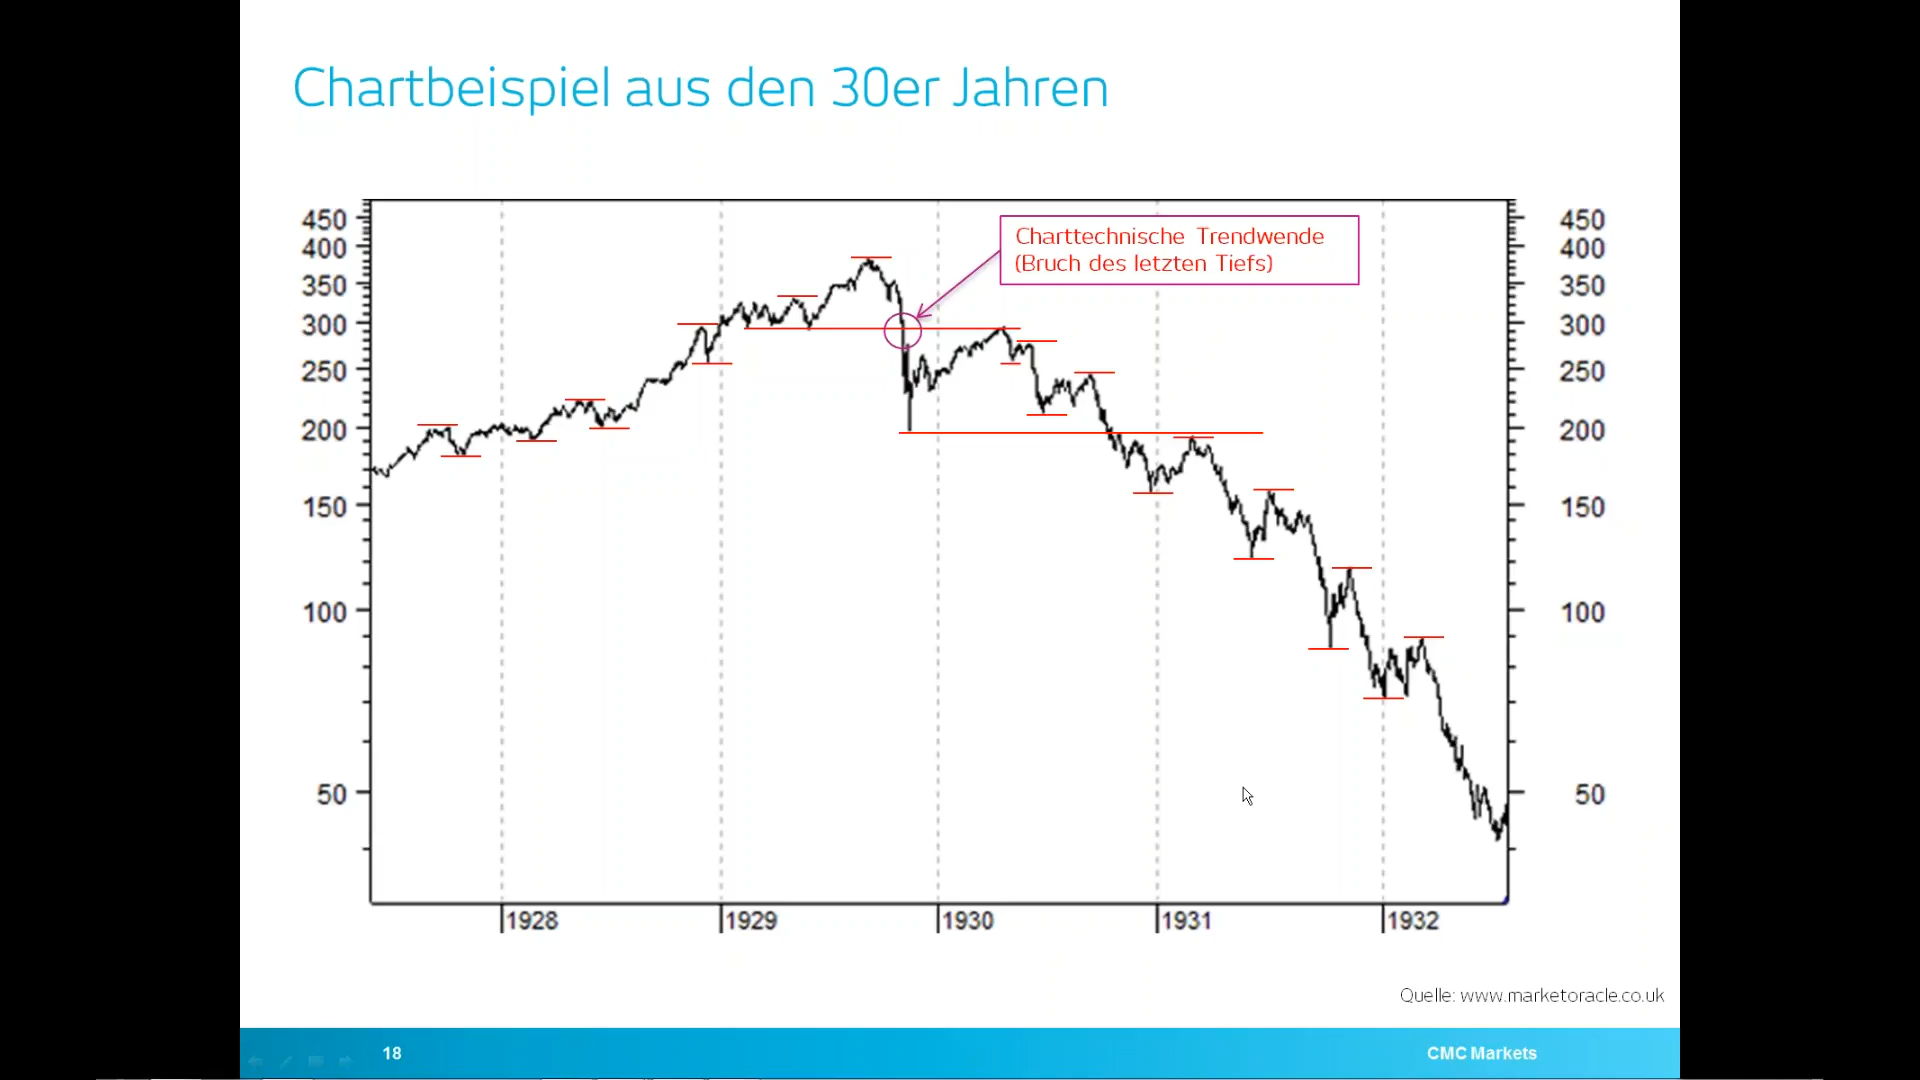 Chartbeispiel aus den 30er Jahren
Charttechnische Trendwende
(Bruch des letzten Tiefs)
450 450
400 400
350 350
300 300
250 250
200 200
150 150
100 100
50 50
1928 1929 1930 1931 1932
Quelle: www.marketoracle.co.uk
18 CMC Markets